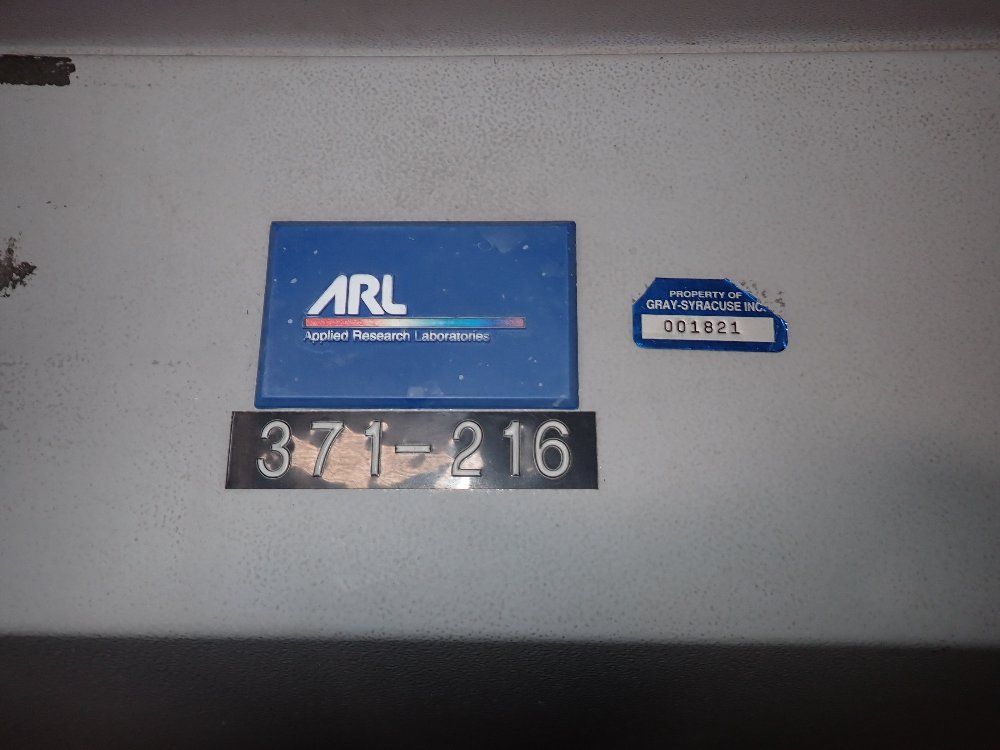 ARL
Applied Research Laboratories
371-216
PROPERTY OF
GRAY-SYRACUSE INC.
001821